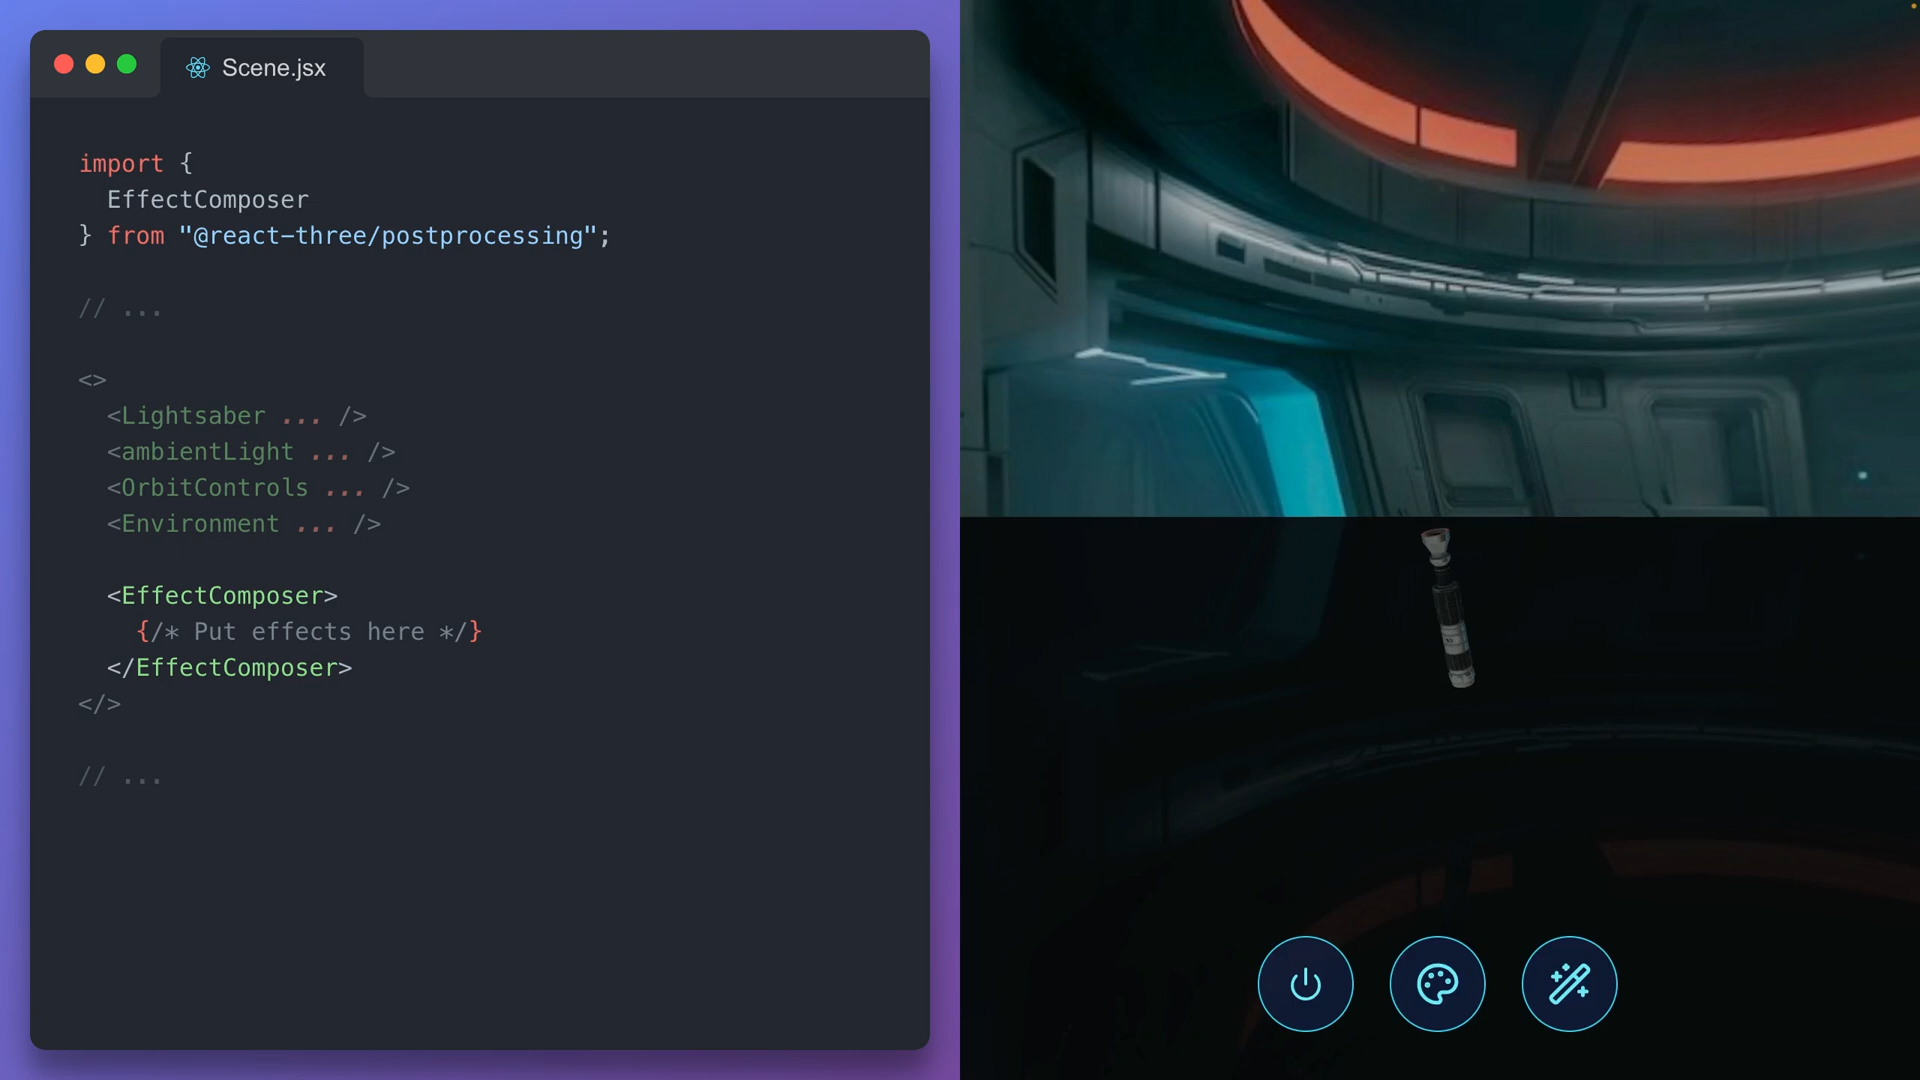 Scene.jsx
import {
  EffectComposer
} from "@react-three/postprocessing";
// ...
<>
  <Lightsaber ... />
  <ambientLight ... />
  <OrbitControls ... />
  <Environment ... />
  <EffectComposer>
    {/* Put effects here */}
  </EffectComposer>
</>
// ...